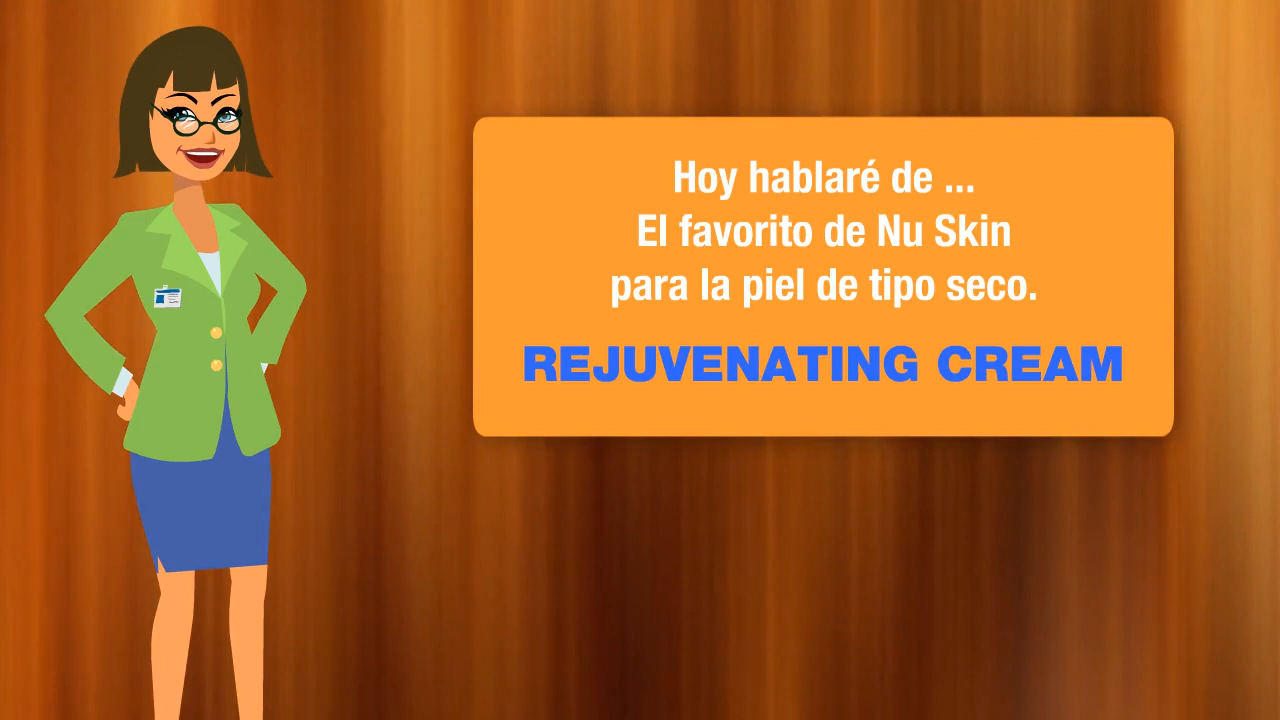 Hoy hablaré de ...
El favorito de Nu Skin
para la piel de tipo seco.
REJUVENATING CREAM